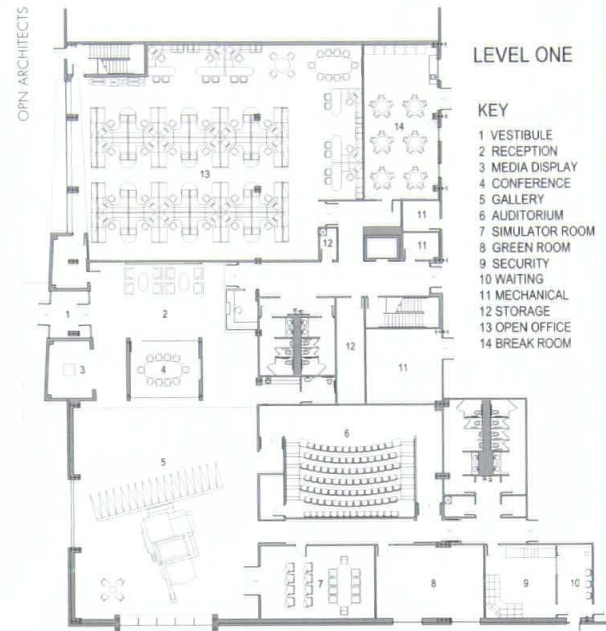 OPN ARCHITECTS
LEVEL ONE
KEY
1 VESTIBULE
2 RECEPTION
3 MEDIA DISPLAY
4 CONFERENCE
5 GALLERY
6 AUDITORIUM
7 SIMULATOR ROOM
8 GREEN ROOM
9 SECURITY
10 WAITING
11 MECHANICAL
12 STORAGE
13 OPEN OFFICE
14 BREAK ROOM
14
13
11
12
11
1
2
12
11
3
4
6
5
7
8
9
10